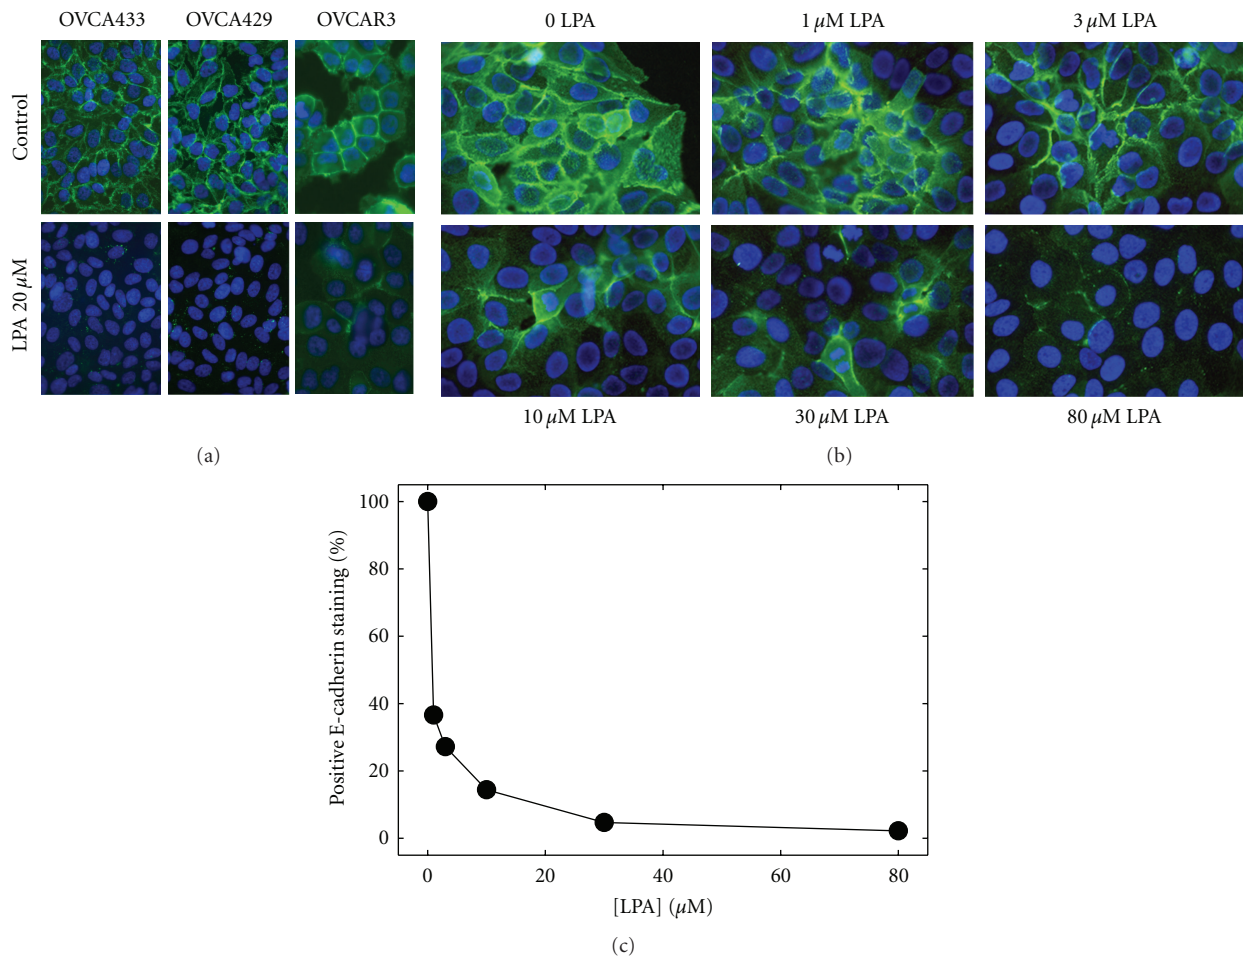 OVCA433 OVCA429 OVCAR3 0 LPA 1 μM LPA 3 μM LPA
Control
LPA 20 μM
10 μM LPA 30 μM LPA 80 μM LPA
(a) (b)
Positive E-cadherin staining (%)
100
80
60
40
20
0
0 20 40 60 80
[LPA] (μM)
(c)